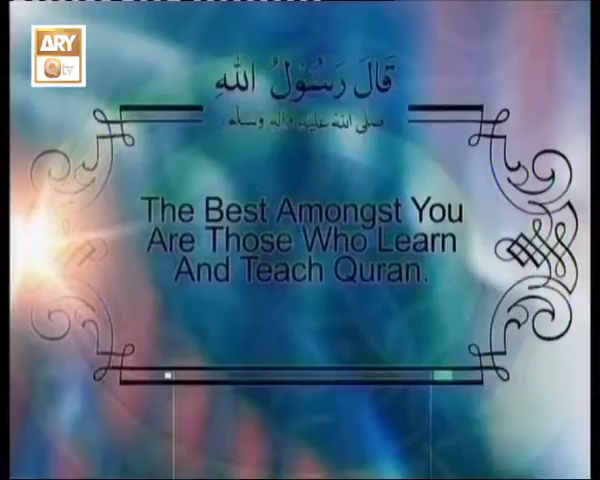 ARY
Qtv
قَالَ رَسُوْلُ اللّٰهِ
صلی اللہ علیہ وآلہ وسلم
The Best Amongst You
Are Those Who Learn
And Teach Quran.